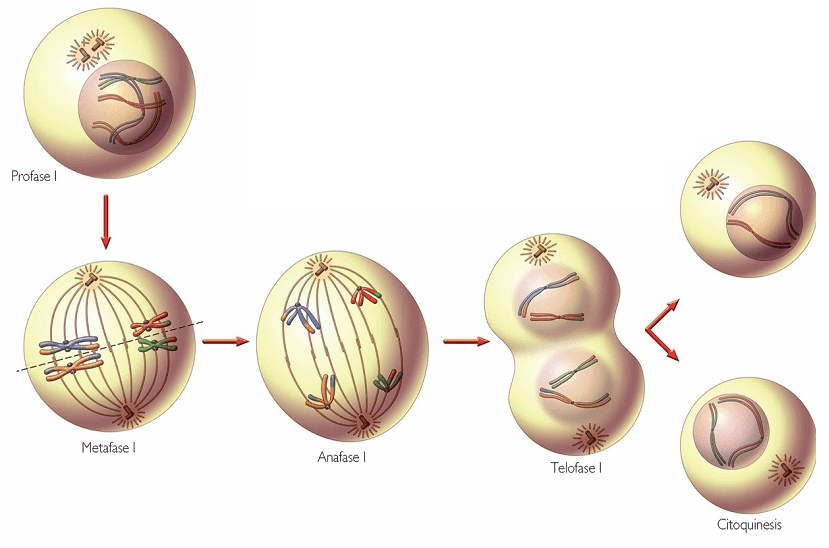 Profase I
Metafase I
Anafase I
Telofase I
Citoquinesis